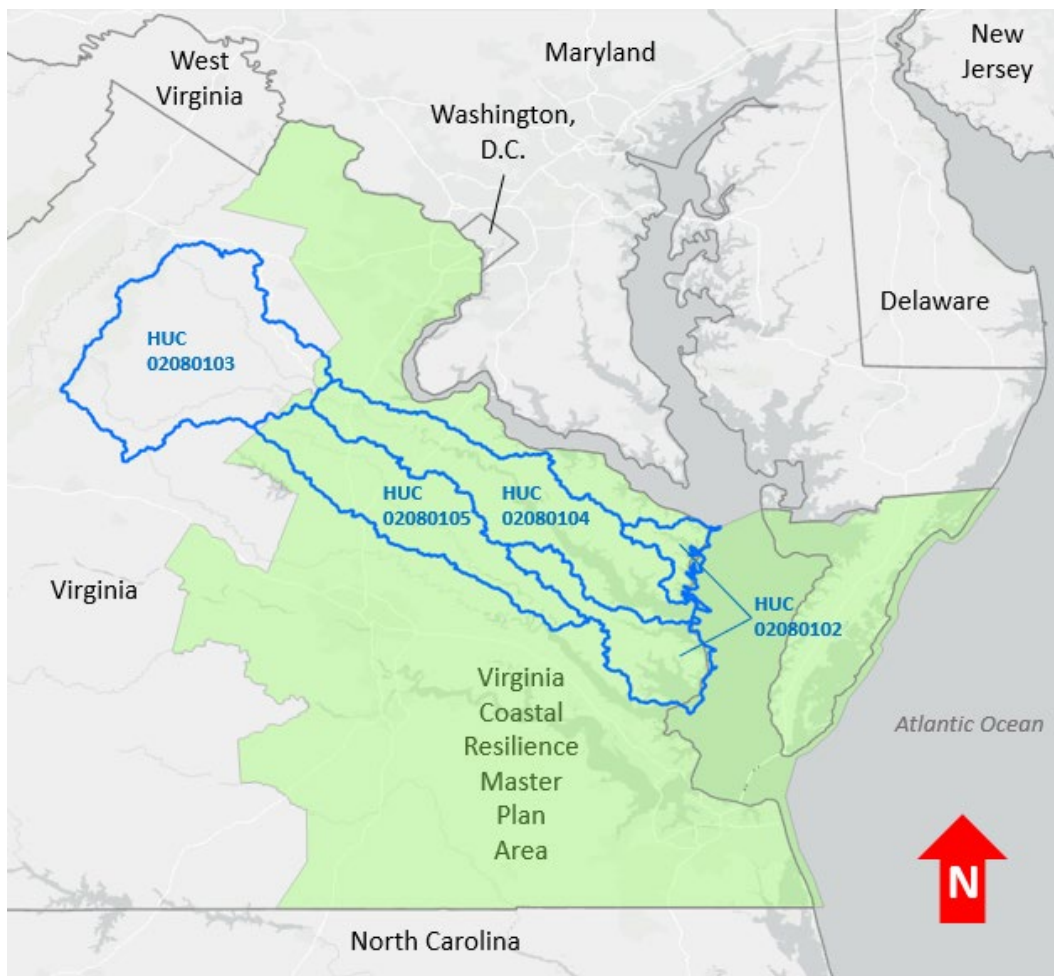 West
Virginia
Maryland
New
Jersey
Washington,
D.C.
Delaware
HUC
02080103
HUC
02080105
HUC
02080104
HUC
02080102
Virginia
Virginia
Coastal
Resilience
Master
Plan
Area
Atlantic Ocean
N
North Carolina